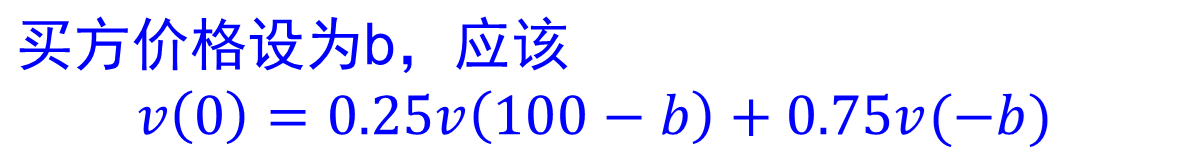 买方价格设为b，应该
v(0) = 0.25v(100 − b) + 0.75v(−b)